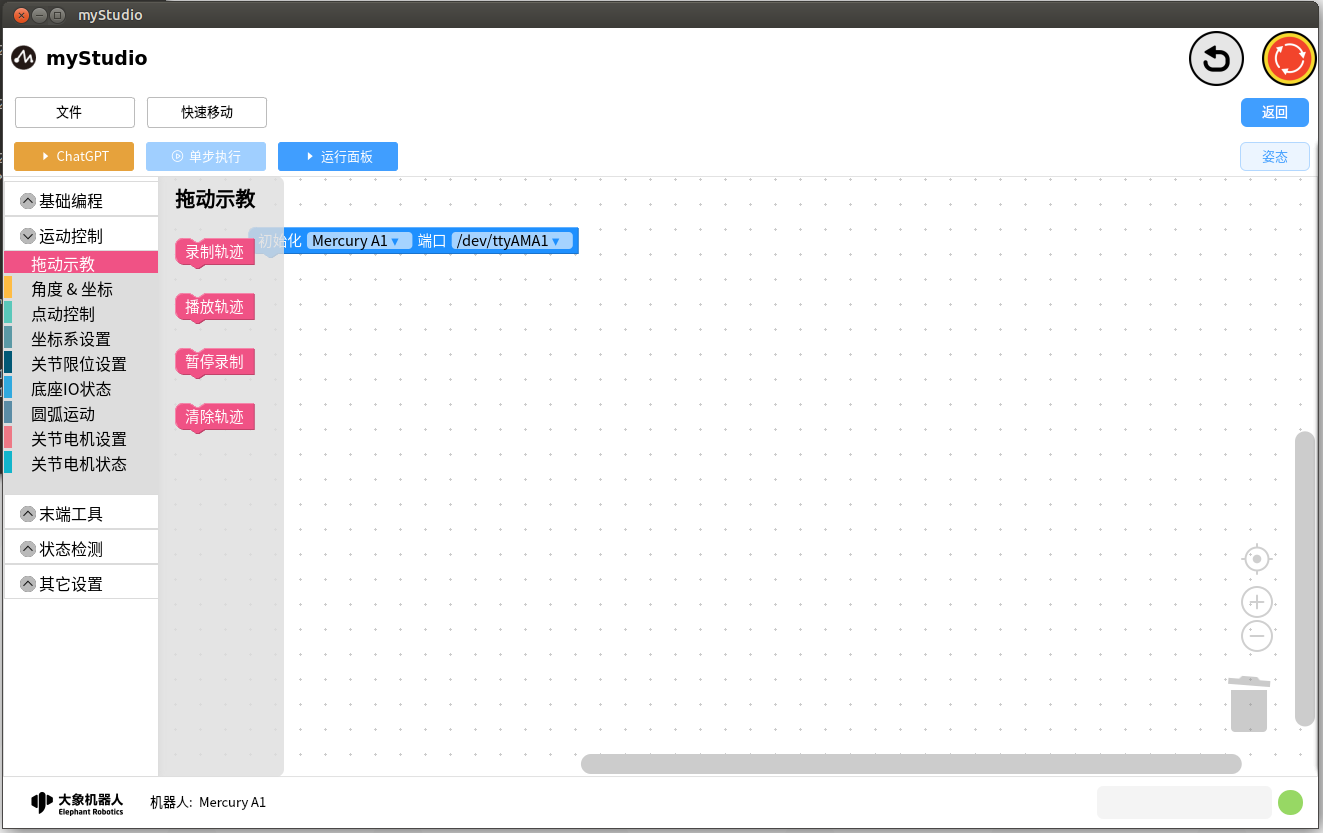 myStudio
myStudio
文件
快速移动
返回
ChatGPT
单步执行
运行面板
姿态
基础编程
运动控制
拖动示教
角度 & 坐标
点动控制
坐标系设置
关节限位设置
底座IO状态
圆弧运动
关节电机设置
关节电机状态
末端工具
状态检测
其它设置
拖动示教
录制轨迹
播放轨迹
暂停录制
清除轨迹
初始化 Mercury A1 ▾ 端口 /dev/ttyAMA1 ▾
大象机器人
Elephant Robotics
机器人: Mercury A1